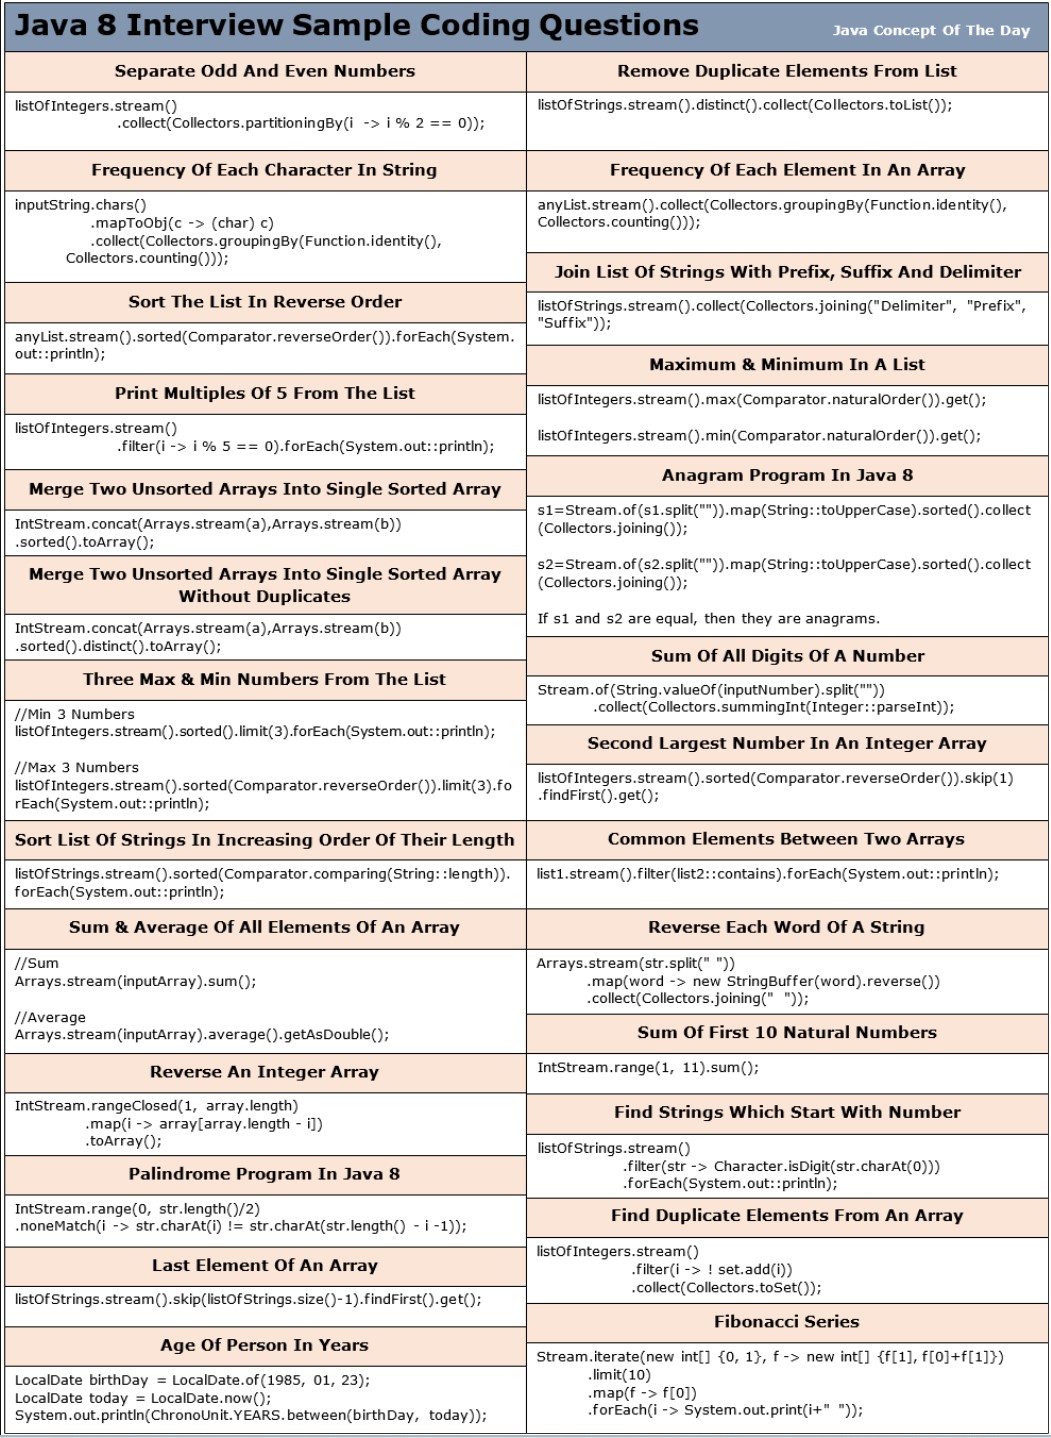 Java 8 Interview Sample Coding Questions
Java Concept Of The Day
Separate Odd And Even Numbers
listOfIntegers.stream()
.collect(Collectors.partitioningBy(i -> i % 2 == 0));
Frequency Of Each Character In String
inputString.chars()
.mapToObj(c -> (char) c)
.collect(Collectors.groupingBy(Function.identity(),
Collectors.counting()));
Sort The List In Reverse Order
anyList.stream().sorted(Comparator.reverseOrder()).forEach(System.
out::println);
Print Multiples Of 5 From The List
listOfIntegers.stream()
.filter(i -> i % 5 == 0).forEach(System.out::println);
Merge Two Unsorted Arrays Into Single Sorted Array
IntStream.concat(Arrays.stream(a),Arrays.stream(b))
.sorted().toArray();
Merge Two Unsorted Arrays Into Single Sorted Array
Without Duplicates
IntStream.concat(Arrays.stream(a),Arrays.stream(b))
.sorted().distinct().toArray();
Three Max & Min Numbers From The List
//Min 3 Numbers
listOfIntegers.stream().sorted().limit(3).forEach(System.out::println);
//Max 3 Numbers
listOfIntegers.stream().sorted(Comparator.reverseOrder()).limit(3).fo
rEach(System.out::println);
Sort List Of Strings In Increasing Order Of Their Length
listOfStrings.stream().sorted(Comparator.comparing(String::length)).
forEach(System.out::println);
Sum & Average Of All Elements Of An Array
//Sum
Arrays.stream(inputArray).sum();
//Average
Arrays.stream(inputArray).average().getAsDouble();
Reverse An Integer Array
IntStream.rangeClosed(1, array.length)
.map(i -> array[array.length - i])
.toArray();
Palindrome Program In Java 8
IntStream.range(0, str.length()/2)
.noneMatch(i -> str.charAt(i) != str.charAt(str.length() - i -1));
Last Element Of An Array
listOfStrings.stream().skip(listOfStrings.size()-1).findFirst().get();
Age Of Person In Years
LocalDate birthDay = LocalDate.of(1985, 01, 23);
LocalDate today = LocalDate.now();
System.out.println(ChronoUnit.YEARS.between(birthDay, today));
Remove Duplicate Elements From List
listOfStrings.stream().distinct().collect(Collectors.toList());
Frequency Of Each Element In An Array
anyList.stream().collect(Collectors.groupingBy(Function.identity(),
Collectors.counting()));
Join List Of Strings With Prefix, Suffix And Delimiter
listOfStrings.stream().collect(Collectors.joining("Delimiter", "Prefix",
"Suffix"));
Maximum & Minimum In A List
listOfIntegers.stream().max(Comparator.naturalOrder()).get();
listOfIntegers.stream().min(Comparator.naturalOrder()).get();
Anagram Program In Java 8
s1=Stream.of(s1.split("")).map(String::toUpperCase).sorted().collect
(Collectors.joining());
s2=Stream.of(s2.split("")).map(String::toUpperCase).sorted().collect
(Collectors.joining());
If s1 and s2 are equal, then they are anagrams.
Sum Of All Digits Of A Number
Stream.of(String.valueOf(inputNumber).split(""))
.collect(Collectors.summingInt(Integer::parseInt));
Second Largest Number In An Integer Array
listOfIntegers.stream().sorted(Comparator.reverseOrder()).skip(1)
.findFirst().get();
Common Elements Between Two Arrays
list1.stream().filter(list2::contains).forEach(System.out::println);
Reverse Each Word Of A String
Arrays.stream(str.split(" "))
.map(word -> new StringBuffer(word).reverse())
.collect(Collectors.joining(" "));
Sum Of First 10 Natural Numbers
IntStream.range(1, 11).sum();
Find Strings Which Start With Number
listOfStrings.stream()
.filter(str -> Character.isDigit(str.charAt(0)))
.forEach(System.out::println);
Find Duplicate Elements From An Array
listOfIntegers.stream()
.filter(i -> ! set.add(i))
.collect(Collectors.toSet());
Fibonacci Series
Stream.iterate(new int[] {0, 1}, f -> new int[] {f[1], f[0]+f[1]})
.limit(10)
.map(f -> f[0])
.forEach(i -> System.out.print(i+" "));